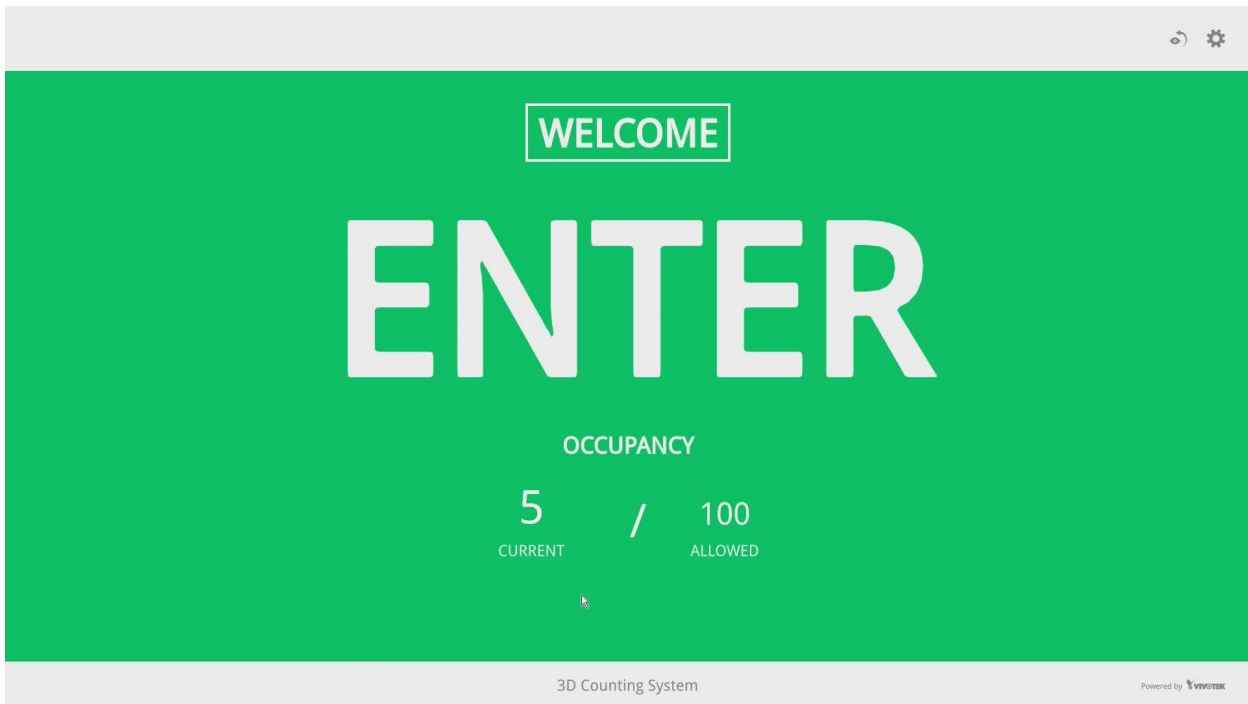 WELCOME
ENTER
OCCUPANCY
5 / 100
CURRENT ALLOWED
3D Counting System
Powered by VIVOTEK